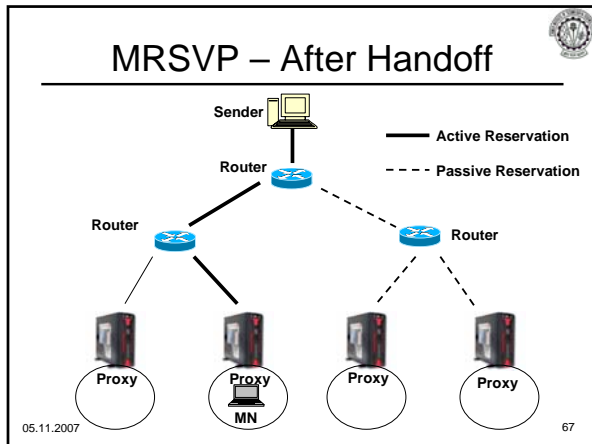 MRSVP – After Handoff
Sender
Active Reservation
Passive Reservation
Router
Router
Router
Proxy
Proxy
Proxy
Proxy
MN
05.11.2007
67